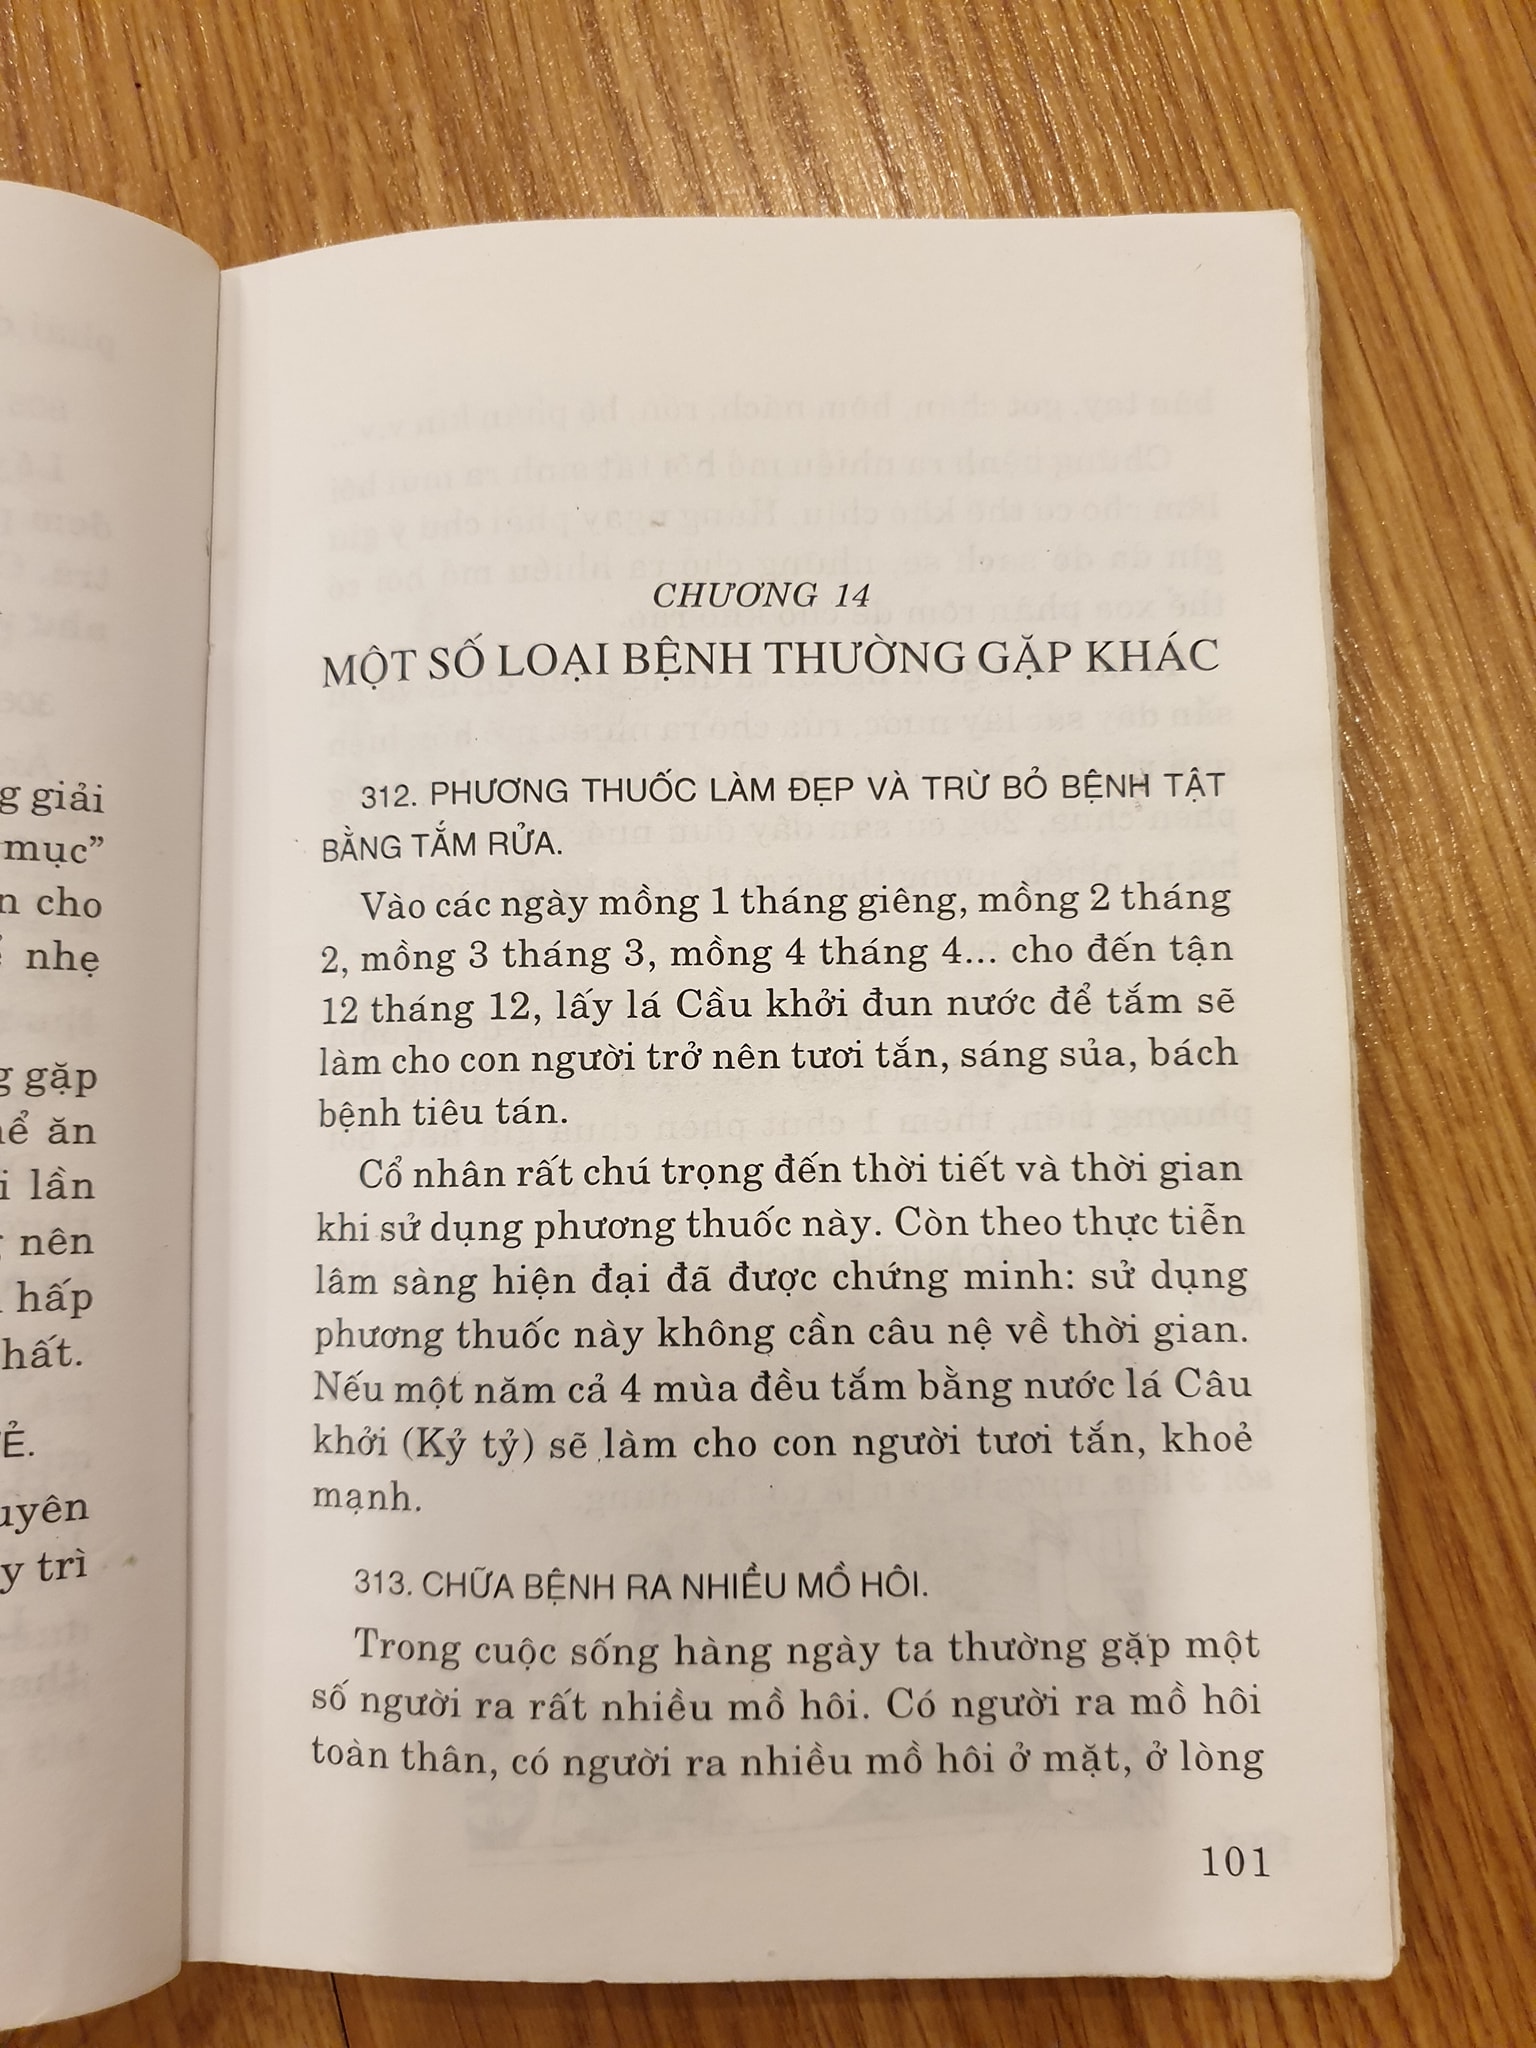 g giải
mục”
n cho
nhẹ
g gặp
ể ăn
i lần
g nên
hấp
hất.
Ẻ.
uyên
y trì
CHƯƠNG 14
MỘT SỐ LOẠI BỆNH THƯỜNG GẶP KHÁC
312. PHƯƠNG THUỐC LÀM ĐẸP VÀ TRỪ BỎ BỆNH TẬT
BẰNG TẮM RỬA.
Vào các ngày mồng 1 tháng giêng, mồng 2 tháng
2, mồng 3 tháng 3, mồng 4 tháng 4... cho đến tận
12 tháng 12, lấy lá Cầu khởi đun nước để tắm sẽ
làm cho con người trở nên tươi tắn, sáng sủa, bách
bệnh tiêu tán.
Cổ nhân rất chú trọng đến thời tiết và thời gian
khi sử dụng phương thuốc này. Còn theo thực tiễn
lâm sàng hiện đại đã được chứng minh: sử dụng
phương thuốc này không cần câu nệ về thời gian.
Nếu một năm cả 4 mùa đều tắm bằng nước lá Câu
khởi (Kỷ tỷ) sẽ làm cho con người tươi tắn, khoẻ
mạnh.
313. CHỮA BỆNH RA NHIỀU MỒ HÔI.
Trong cuộc sống hàng ngày ta thường gặp một
số người ra rất nhiều mồ hôi. Có người ra mồ hôi
toàn thân, có người ra nhiều mồ hôi ở mặt, ở lòng
101